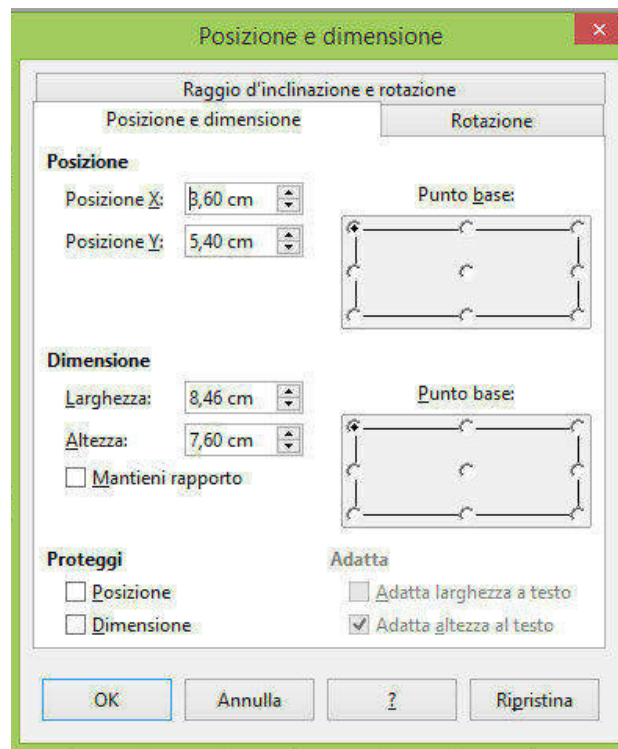 Posizione e dimensione
Raggio d'inclinazione e rotazione
Posizione e dimensione
Rotazione
Posizione
Posizione X:
3,60 cm
Punto base:
Posizione Y:
5,40 cm
Dimensione
Larghezza:
8,46 cm
Punto base:
Altezza:
7,60 cm
Mantieni rapporto
Proteggi
Adatta
Posizione
Adatta larghezza a testo
Dimensione
Adatta altezza al testo
OK
Annulla
?
Ripristina